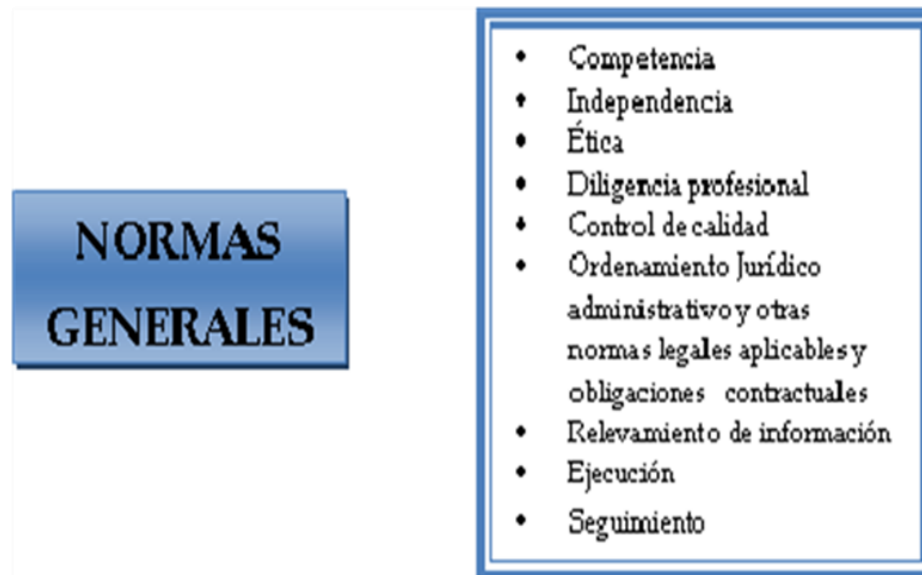 NORMAS
GENERALES
• Competencia
• Independencia
• Ética
• Diligencia profesional
• Control de calidad
• Ordenamiento Jurídico
administrativo y otras
normas legales aplicables y
obligaciones contractuales
• Relevamiento de información
• Ejecución
• Seguimiento